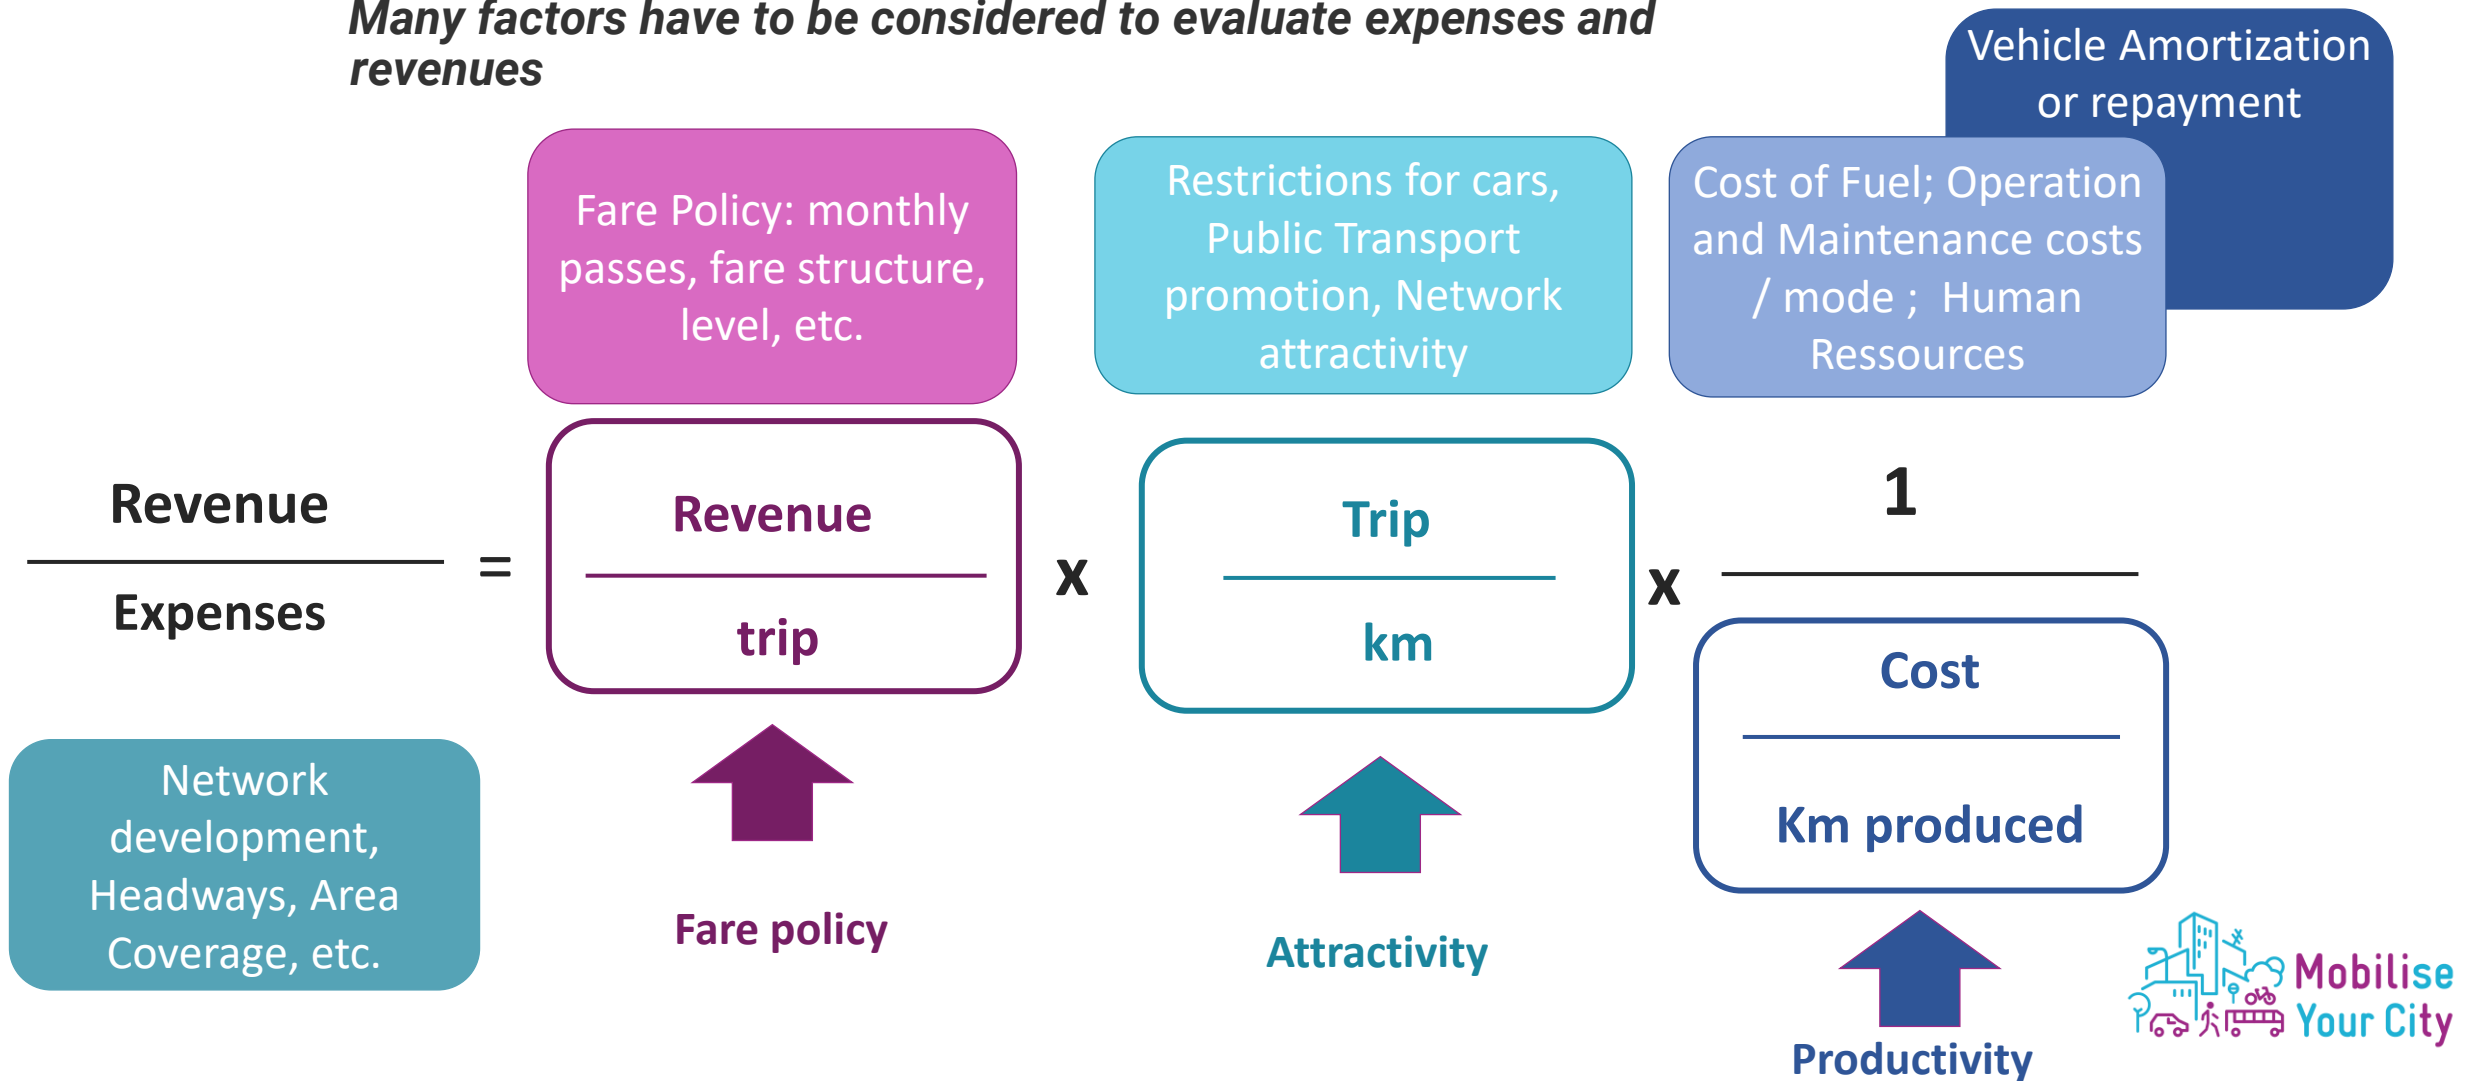 Many factors have to be considered to evaluate expenses and
revenues
Vehicle Amortization
or repayment
Fare Policy: monthly
passes, fare structure,
level, etc.
Restrictions for cars,
Public Transport
promotion, Network
attractivity
Cost of Fuel; Operation
and Maintenance costs
/ mode ; Human
Ressources
Revenue
Expenses
=
Revenue
trip
x
Trip
km
x
1
Cost
Km produced
Network
development,
Headways, Area
Coverage, etc.
Fare policy
Attractivity
Productivity
Mobilise
Your City